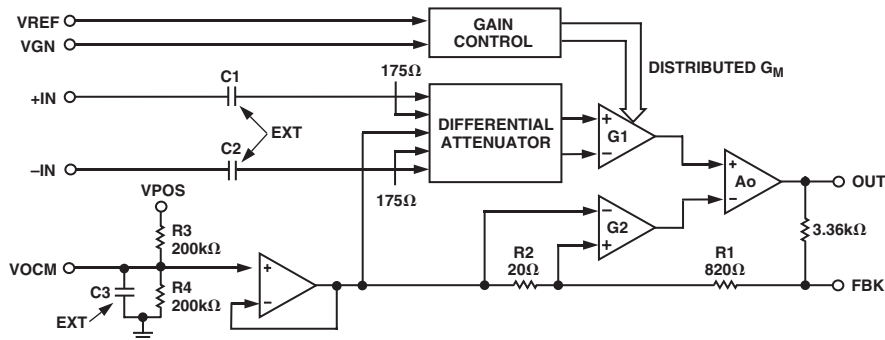 VREF
VGN
GAIN
CONTROL
DISTRIBUTED GM
+IN
C1
175Ω
EXT
DIFFERENTIAL
ATTENUATOR
+
–
G1
–IN
C2
175Ω
+
–
Ao
OUT
VPOS
R3
200kΩ
–
+
G2
3.36kΩ
VOCM
C3
EXT
R4
200kΩ
+
–
R2
20Ω
R1
820Ω
FBK